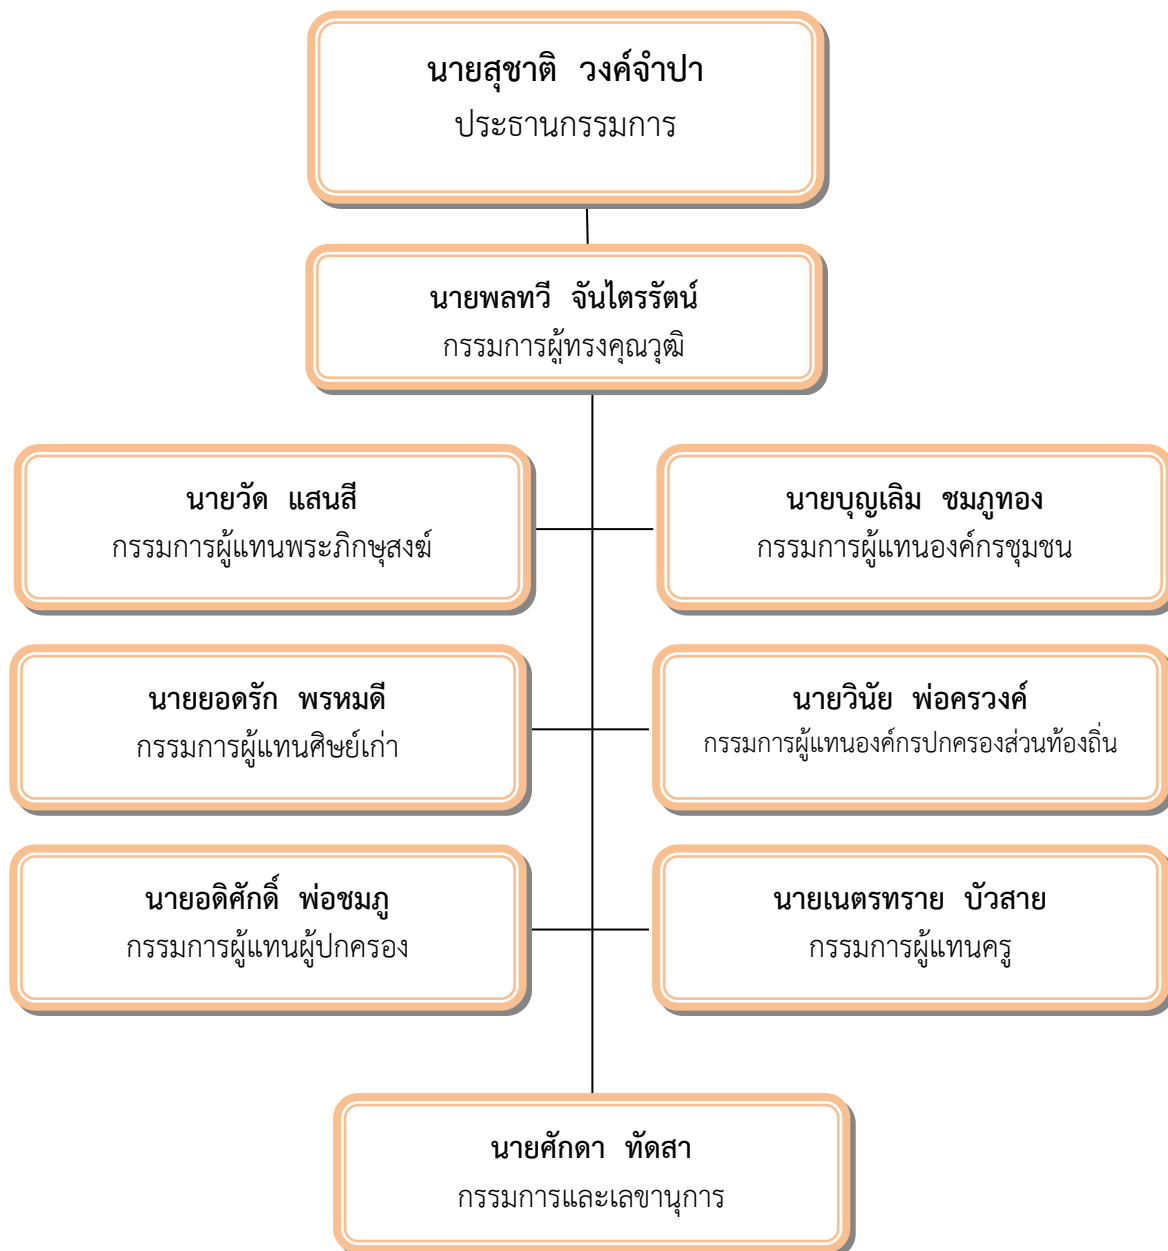 นายสุชาติ วงค์จำปา
ประธานกรรมการ
นายพลทวี จันไตรรัตน์
กรรมการผู้ทรงคุณวุฒิ
นายวัด แสนสี
กรรมการผู้แทนพระภิกษุสงฆ์
นายบุญเลิม ชมภูทอง
กรรมการผู้แทนองค์กรชุมชน
นายยอดรัก พรหมดี
กรรมการผู้แทนศิษย์เก่า
นายวินัย พ่อครวงค์
กรรมการผู้แทนองค์กรปกครองส่วนท้องถิ่น
นายอดิศักดิ์ พ่อชมภู
กรรมการผู้แทนผู้ปกครอง
นายเนตรทราย บัวสาย
กรรมการผู้แทนครู
นายศักดา ทัดสา
กรรมการและเลขานุการ